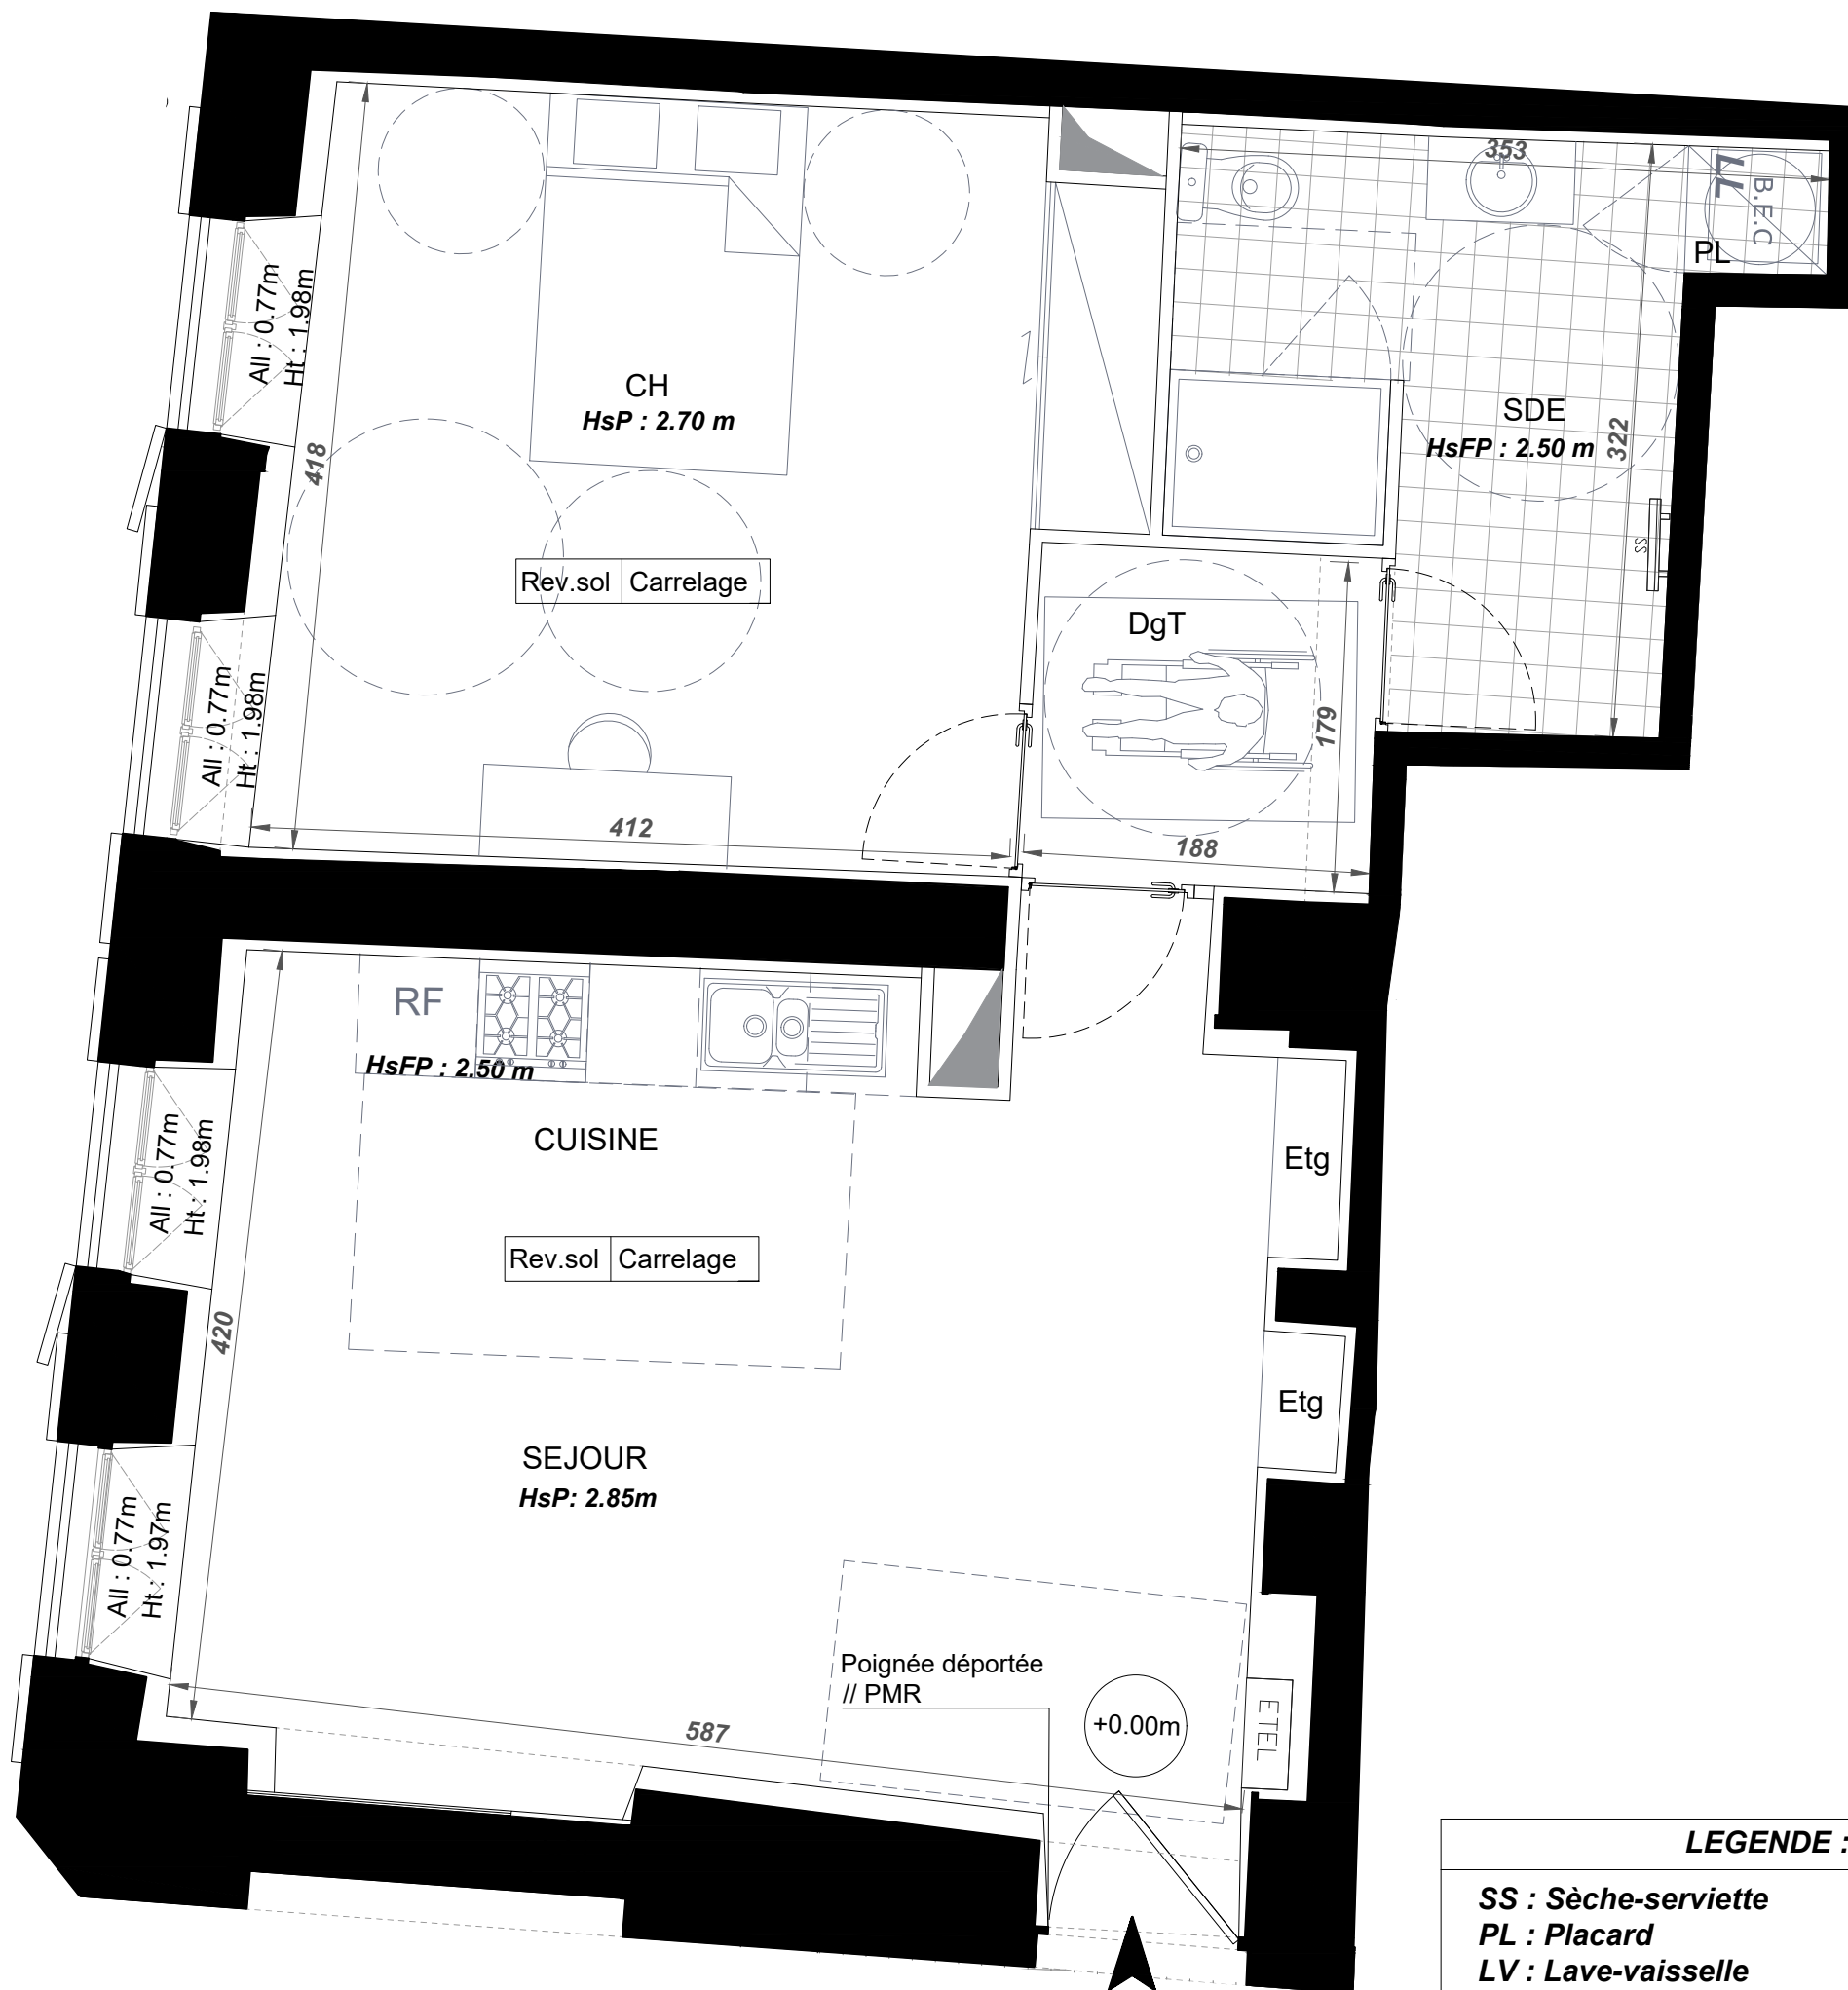 353
LL
B.E.C
PL
All : 0.77m
Ht : 1.98m
CH
HsP : 2.70 m
SDE
HsFP : 2.50 m
322
418
SS
Rev.sol Carrelage
DgT
All : 0.77m
Ht : 1.98m
179
412
188
RF
HsFP : 2.50 m
CUISINE
All : 0.77m
Ht : 1.98m
Etg
Rev.sol Carrelage
420
Etg
SEJOUR
HsP: 2.85m
All : 0.77m
Ht : 1.97m
Poignée déportée
// PMR
+0.00m
ETEL
587
LEGENDE :
SS : Sèche-serviette
PL : Placard
LV : Lave-vaisselle